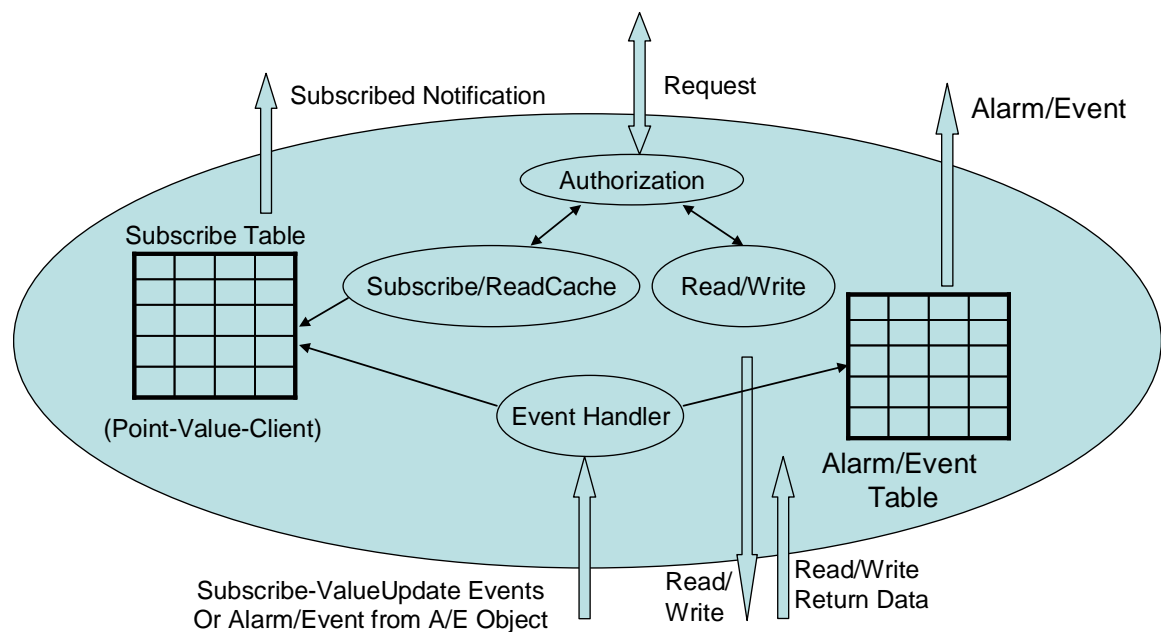 Subscribed Notification
Request
Alarm/Event
Authorization
Subscribe Table
Subscribe/ReadCache
Read/Write
(Point-Value-Client)
Event Handler
Alarm/Event
Table
Subscribe-ValueUpdate Events
Or Alarm/Event from A/E Object
Read/
Write
Read/Write
Return Data